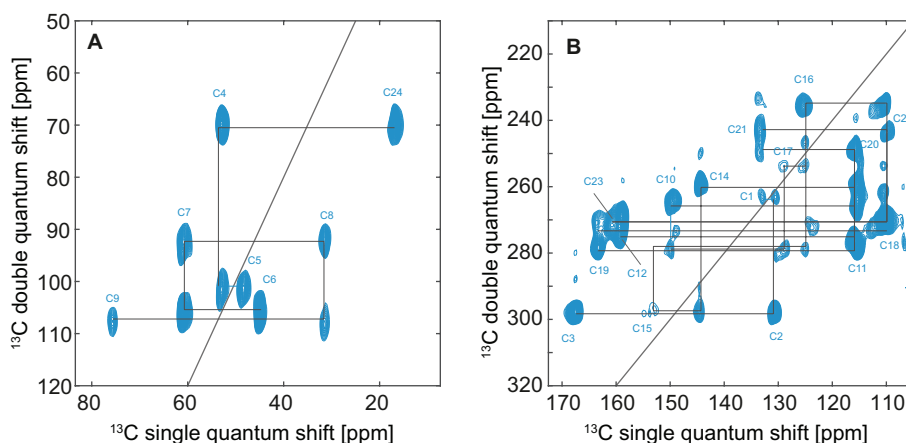 A
50
60
70
80
90
100
110
120
80
60
40
20
¹³C double quantum shift [ppm]
¹³C single quantum shift [ppm]
C4
C24
C7
C8
C5
C6
C9
B
220
240
260
280
300
320
170
160
150
140
130
120
110
¹³C double quantum shift [ppm]
¹³C single quantum shift [ppm]
C16
C21
C2
C20
C17
C10
C14
C1
C23
C19
C12
C18
C11
C15
C3
C2